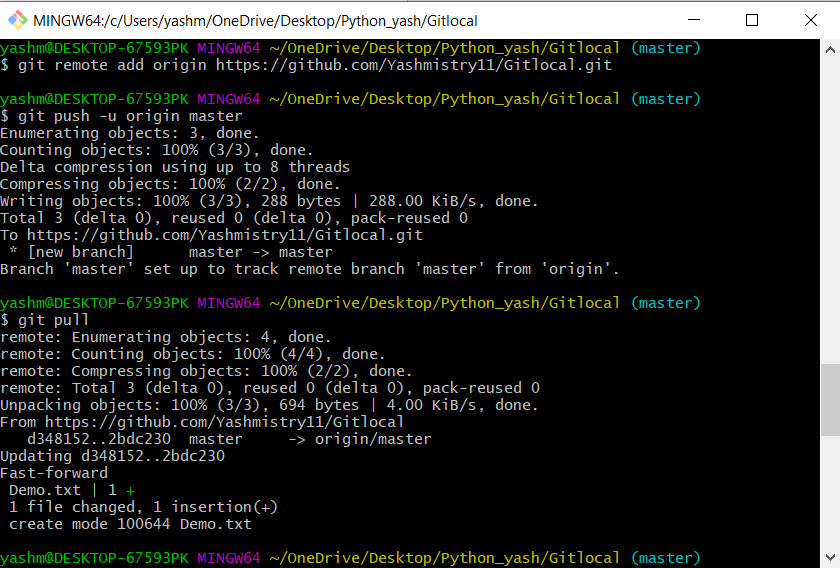 MINGW64:/c/Users/yashm/OneDrive/Desktop/Python_yash/Gitlocal
yashm@DESKTOP-67593PK MINGW64 ~/OneDrive/Desktop/Python_yash/Gitlocal (master)
$ git remote add origin https://github.com/Yashmistry11/Gitlocal.git
yashm@DESKTOP-67593PK MINGW64 ~/OneDrive/Desktop/Python_yash/Gitlocal (master)
$ git push -u origin master
Enumerating objects: 3, done.
Counting objects: 100% (3/3), done.
Delta compression using up to 8 threads
Compressing objects: 100% (2/2), done.
Writing objects: 100% (3/3), 288 bytes | 288.00 KiB/s, done.
Total 3 (delta 0), reused 0 (delta 0), pack-reused 0
To https://github.com/Yashmistry11/Gitlocal.git
 * [new branch]      master -> master
Branch 'master' set up to track remote branch 'master' from 'origin'.
yashm@DESKTOP-67593PK MINGW64 ~/OneDrive/Desktop/Python_yash/Gitlocal (master)
$ git pull
remote: Enumerating objects: 4, done.
remote: Counting objects: 100% (4/4), done.
remote: Compressing objects: 100% (2/2), done.
remote: Total 3 (delta 0), reused 0 (delta 0), pack-reused 0
Unpacking objects: 100% (3/3), 694 bytes | 4.00 KiB/s, done.
From https://github.com/Yashmistry11/Gitlocal
   d348152..2bdc230  master     -> origin/master
Updating d348152..2bdc230
Fast-forward
 Demo.txt | 1 +
 1 file changed, 1 insertion(+)
 create mode 100644 Demo.txt
yashm@DESKTOP-67593PK MINGW64 ~/OneDrive/Desktop/Python_yash/Gitlocal (master)